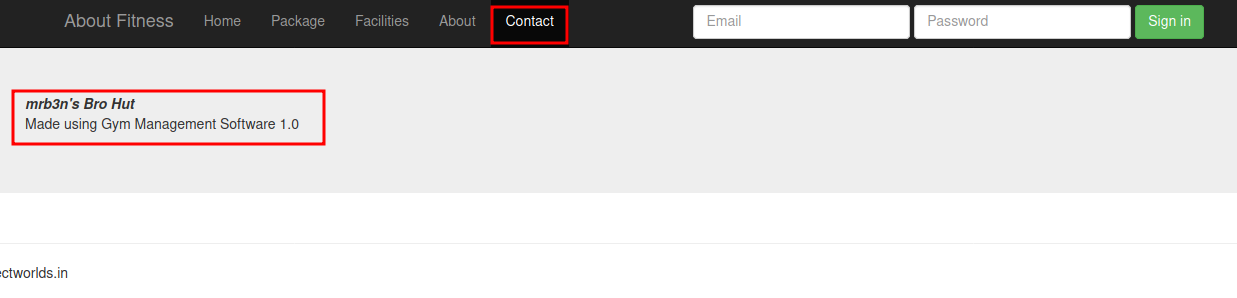 About Fitness Home Package Facilities About Contact Email Password Sign in
mrb3n's Bro Hut
Made using Gym Management Software 1.0
ectworlds.in